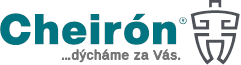 Cheirón®
...dýcháme za Vás.